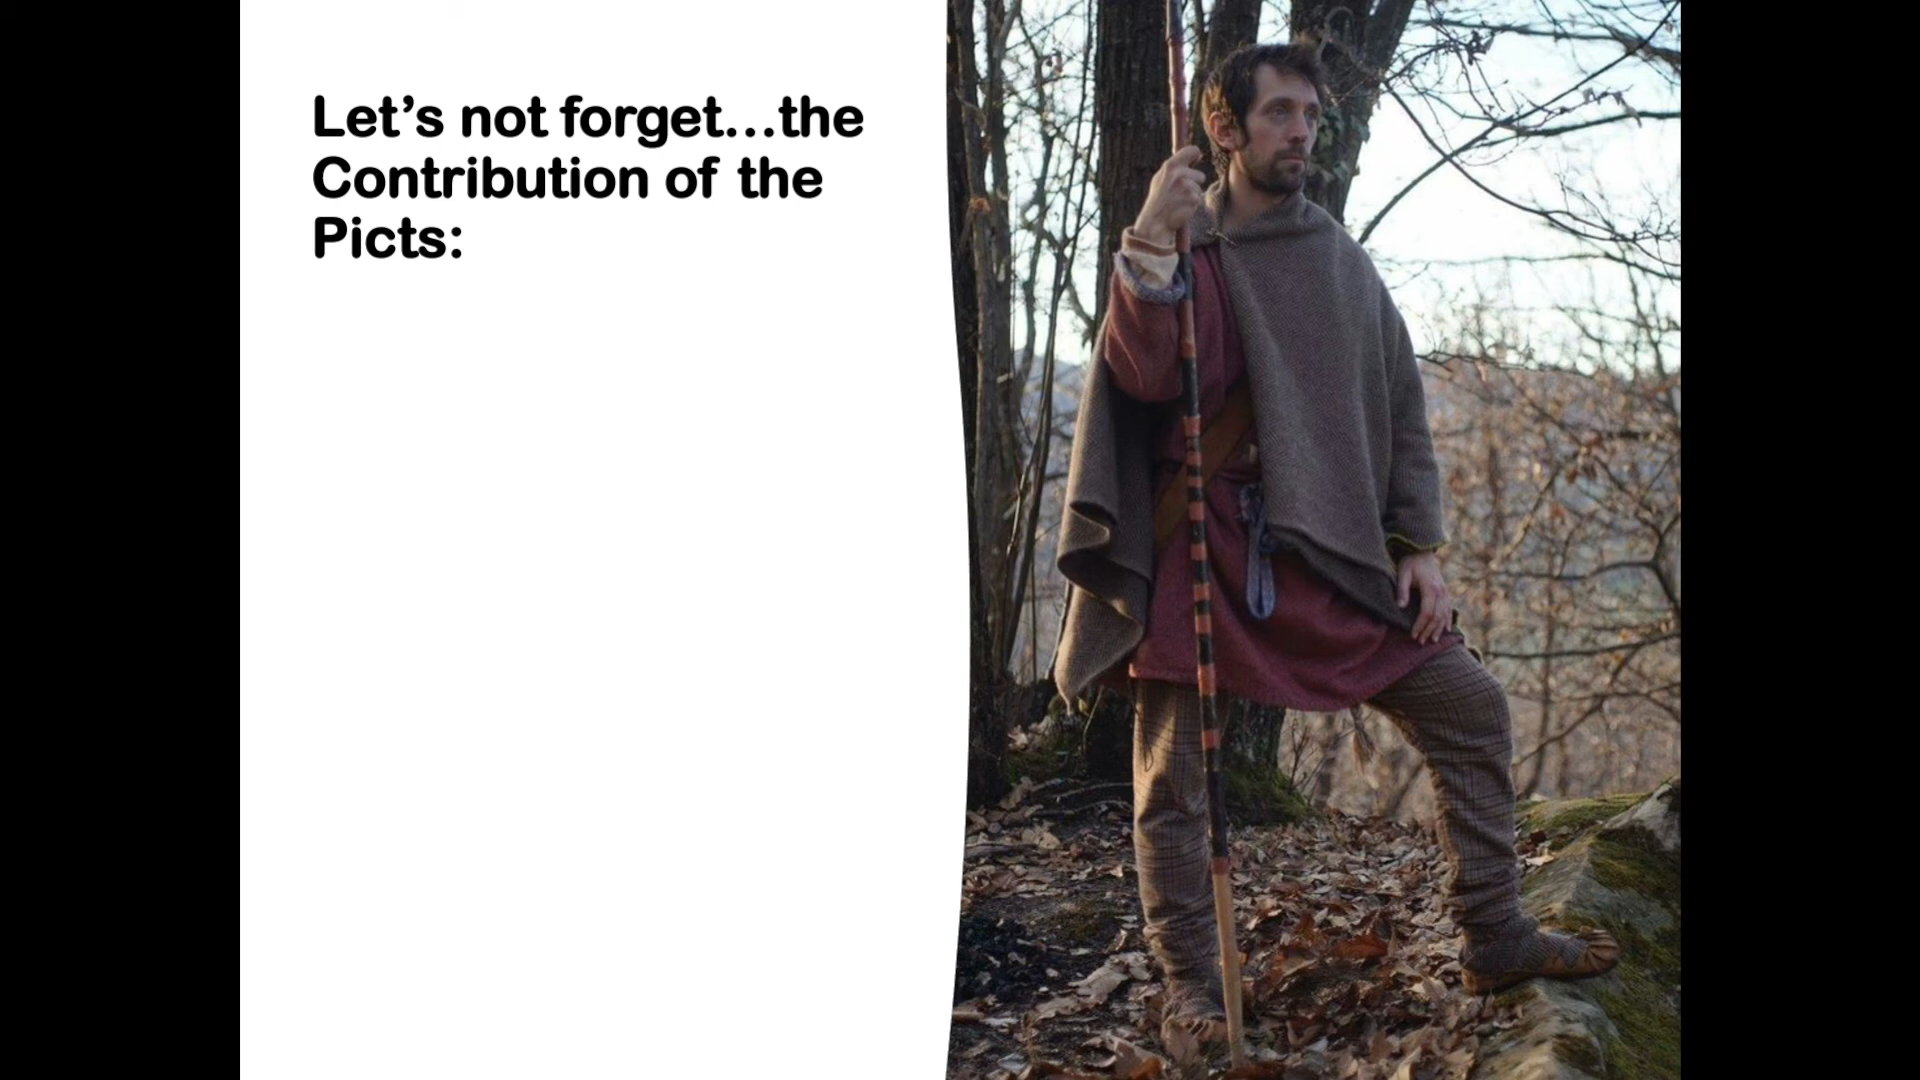 Let’s not forget…the
Contribution of the
Picts: